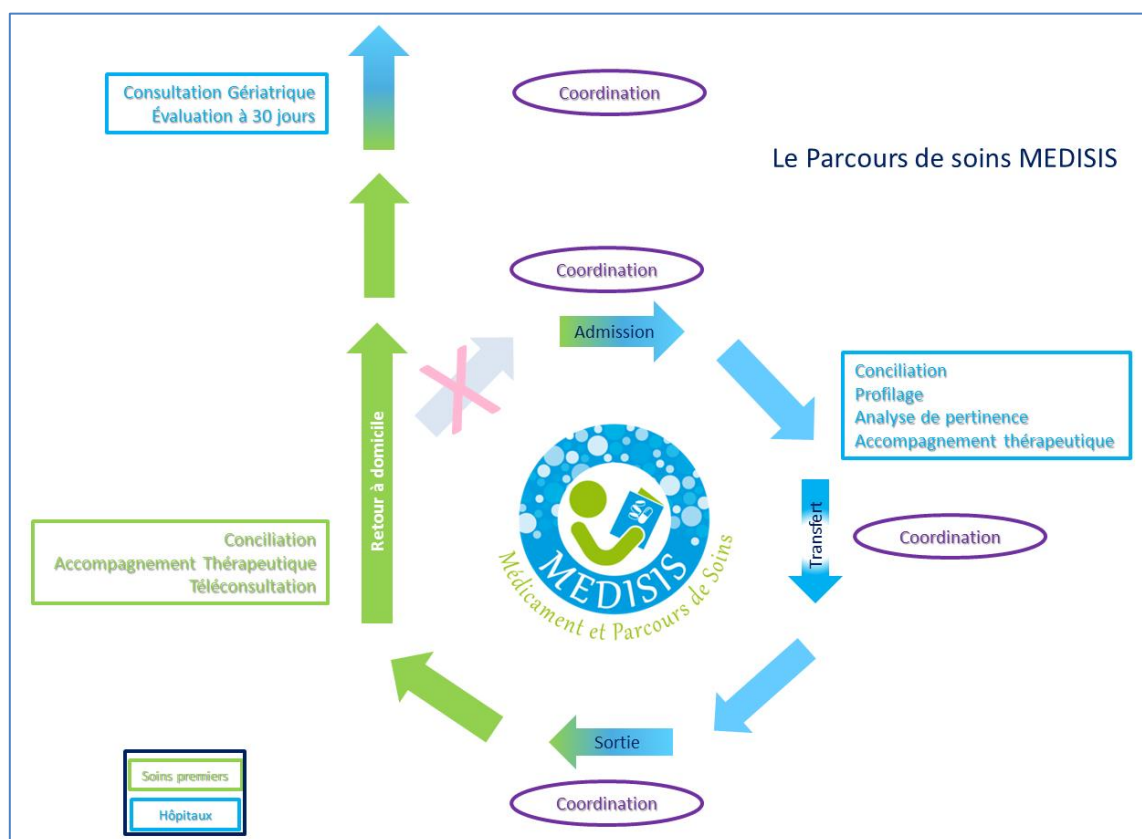 Consultation Gériatrique
Évaluation à 30 jours
Coordination
Le Parcours de soins MEDISIS
Coordination
Admission
Conciliation
Profilage
Analyse de pertinence
Accompagnement thérapeutique
Retour à domicile
Transfert
Coordination
Conciliation
Accompagnement Thérapeutique
Téléconsultation
MEDISIS
Médicament et Parcours de Soins
Sortie
Coordination
Soins premiers
Hôpitaux